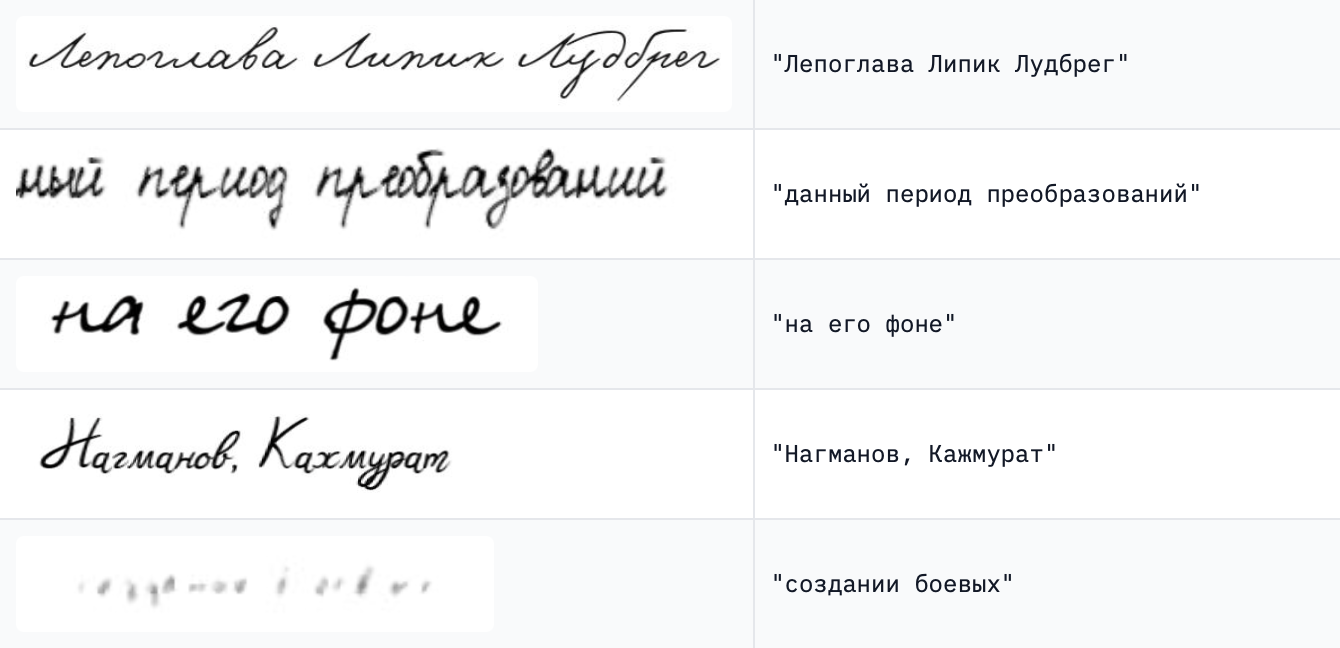 Лепоглава Липик Лудбрег "Лепоглава Липик Лудбрег"
ный период преобразований "данный период преобразований"
на его фоне "на его фоне"
Нагманов, Кахмурат "Нагманов, Кажмурат"
"создании боевых"